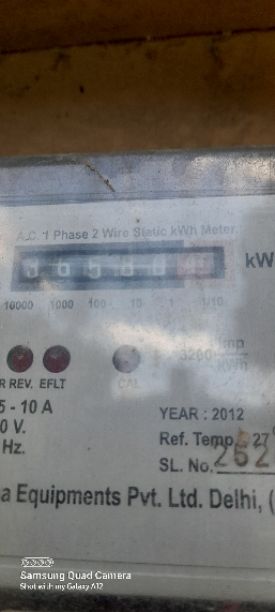 A.C. 1 Phase 2 Wire Static kWh Meter
kW
10000 1000 100 10 1 1/10
3200 imp
kWh
R REV. EFLT CAL
5 - 10 A
0 V.
Hz.
YEAR : 2012
Ref. Temp. 27
SL. No. 262
a Equipments Pvt. Ltd. Delhi, (
Samsung Quad Camera
Shot with my Galaxy A12